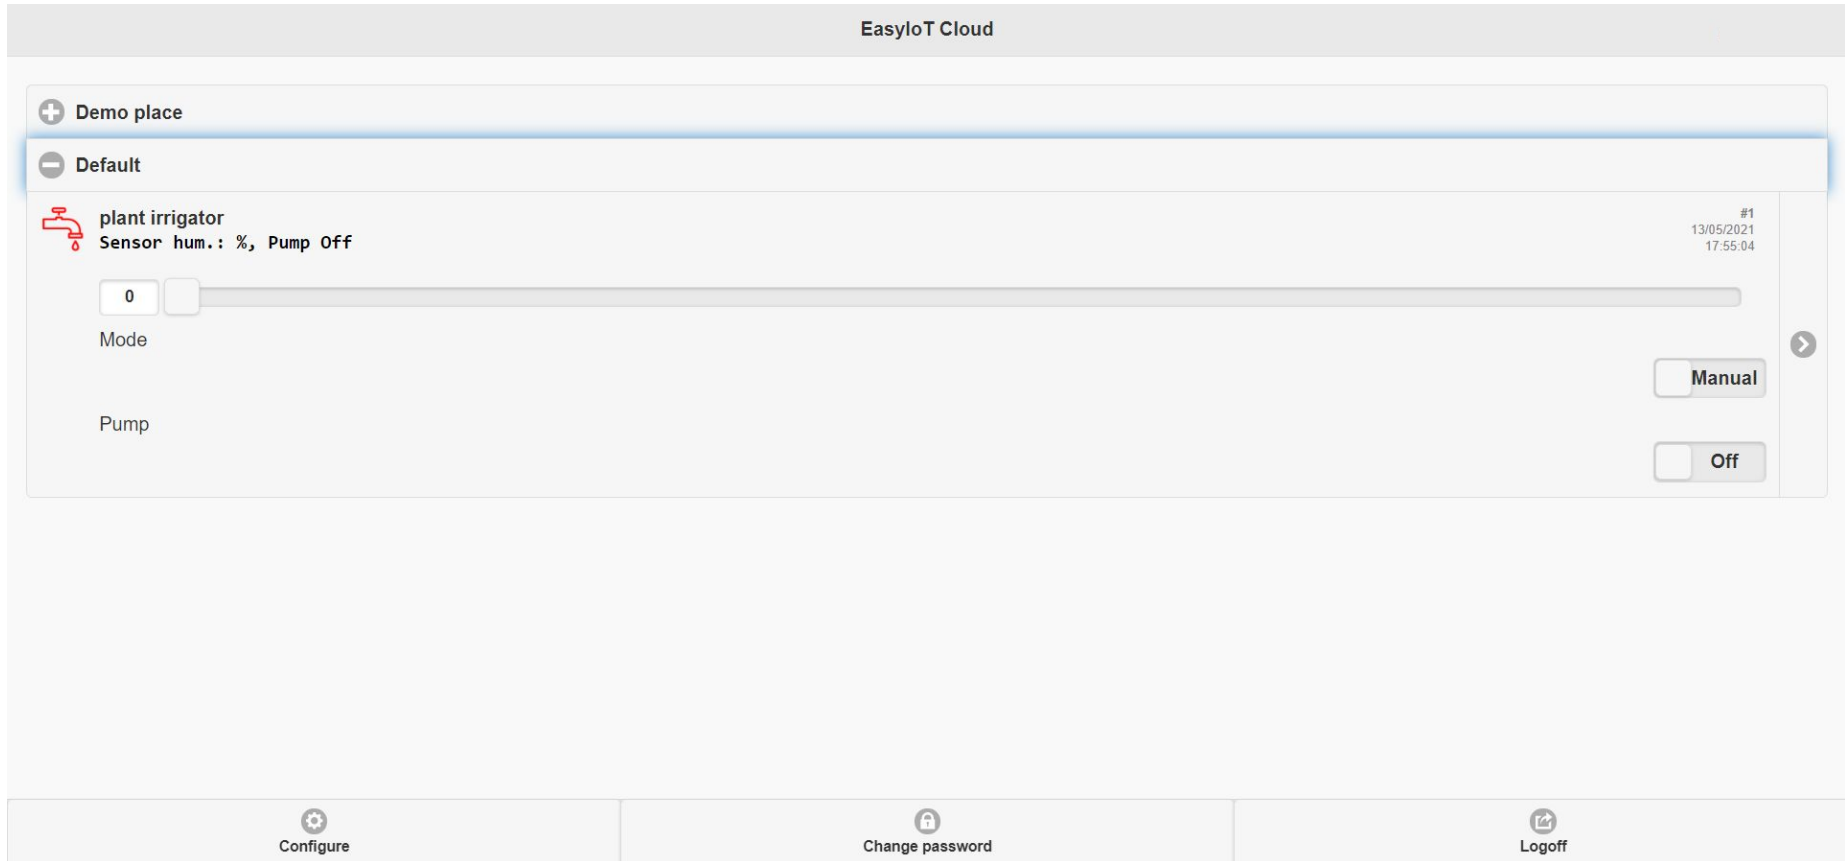 EasyIoT Cloud
Demo place
Default
plant irrigator
Sensor hum.: %, Pump Off
#1
13/05/2021
17:55:04
0
Mode
Manual
Pump
Off
Configure
Change password
Logoff